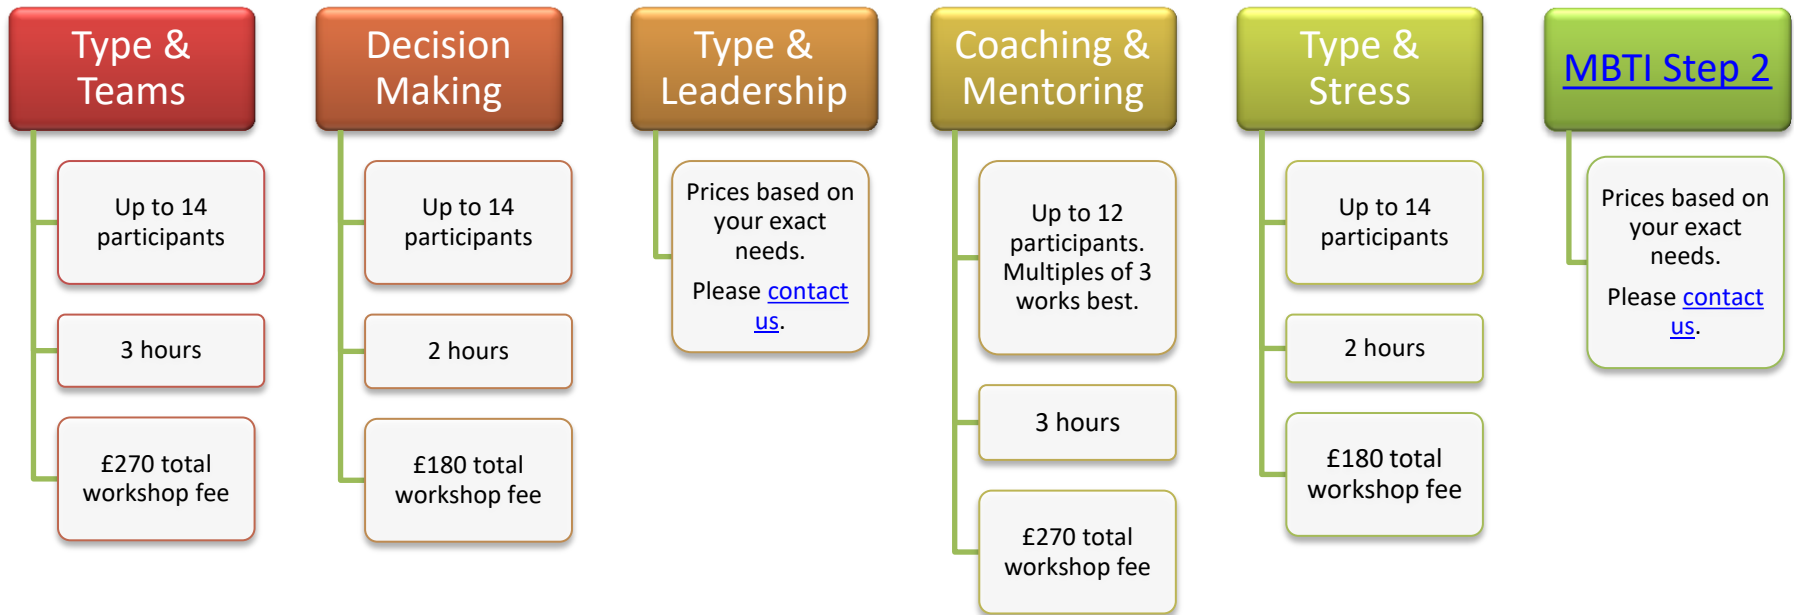 Type &
Teams
Up to 14
participants
3 hours
£270 total
workshop fee
Decision
Making
Up to 14
participants
2 hours
£180 total
workshop fee
Type &
Leadership
Prices based on
your exact
needs.
Please contact
us.
Coaching &
Mentoring
Up to 12
participants.
Multiples of 3
works best.
3 hours
£270 total
workshop fee
Type &
Stress
Up to 14
participants
2 hours
£180 total
workshop fee
MBTI Step 2
Prices based on
your exact
needs.
Please contact
us.